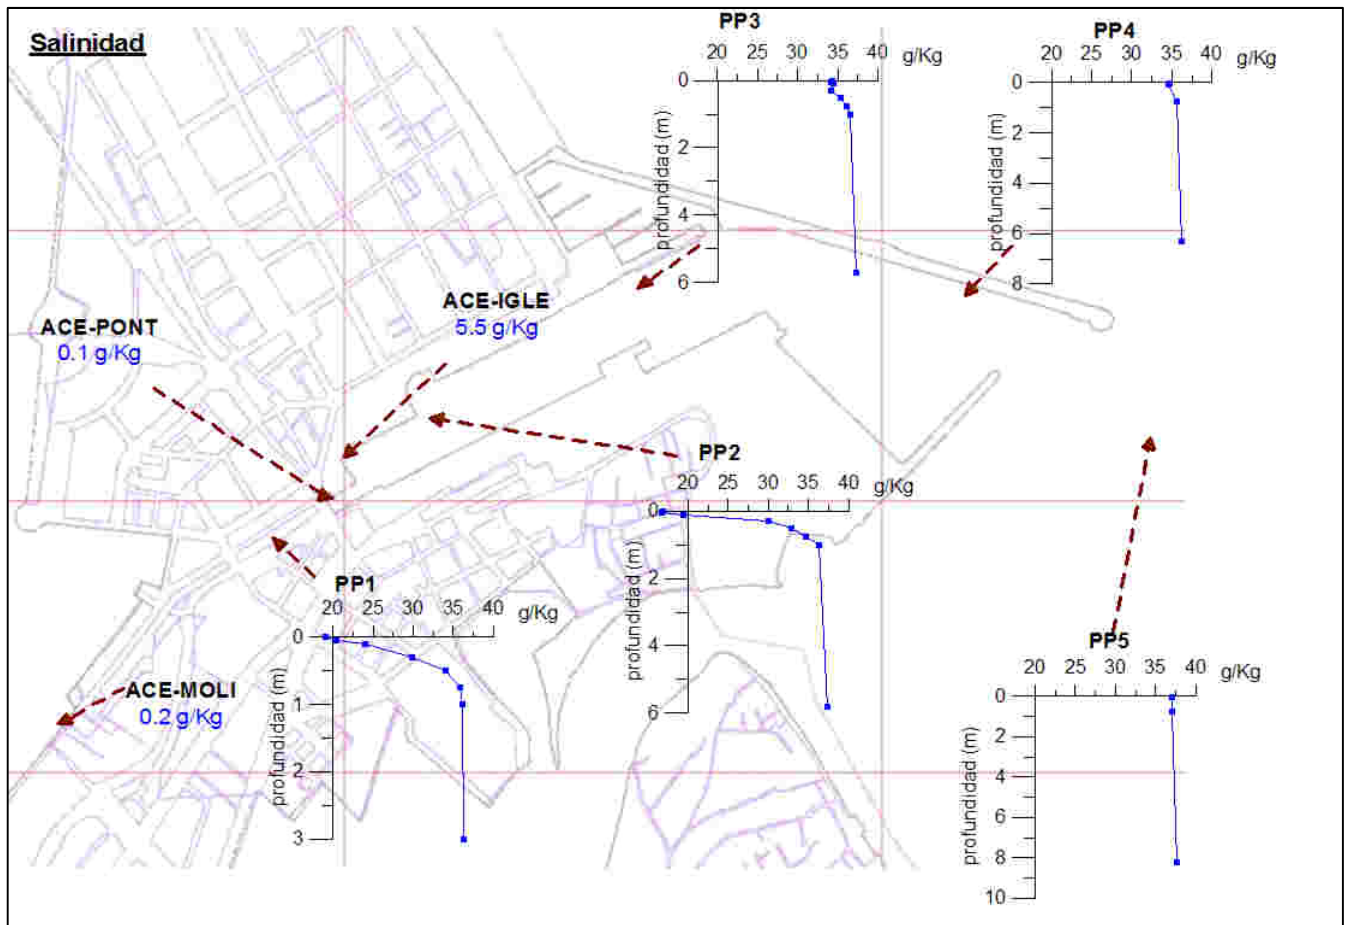 Salinidad
PP3
20 25 30 35 40 g/Kg
0
2
4
6
profundidad (m)
PP4
20 25 30 35 40
g/Kg
0
2
4
6
8
profundidad (m)
ACE-IGLE
5.5 g/Kg
ACE-PONT
0.1 g/Kg
PP2
20 25 30 35 40 g/Kg
0
2
4
6
profundidad (m)
PP1
20 25 30 35 40 g/Kg
0
1
2
3
profundidad (m)
ACE-MOLI
0.2 g/Kg
PP5
20 25 30 35 40 g/Kg
0
2
4
6
8
10
profundidad (m)